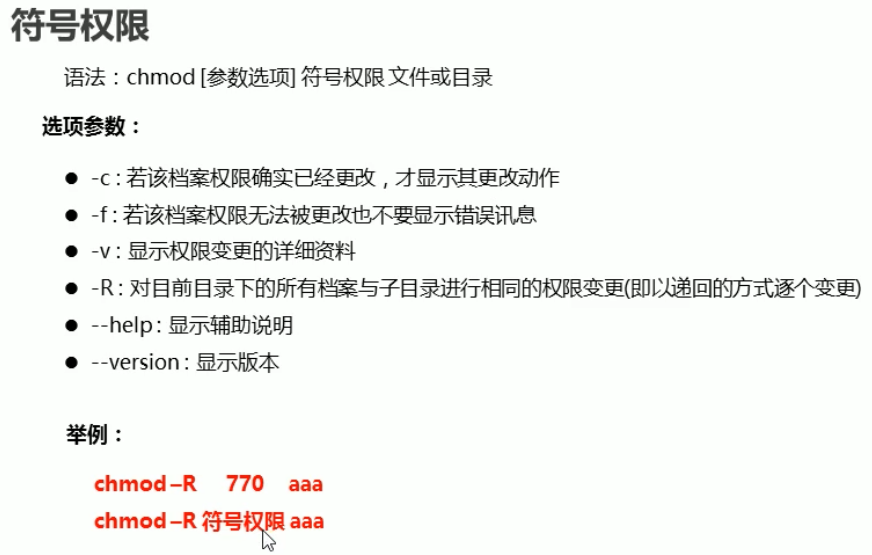 符号权限
语法：chmod [参数选项] 符号权限 文件或目录
选项参数：
● -c : 若该档案权限确实已经更改，才显示其更改动作
● -f : 若该档案权限无法被更改也不要显示错误讯息
● -v : 显示权限变更的详细资料
● -R : 对目前目录下的所有档案与子目录进行相同的权限变更(即以递回的方式逐个变更)
● --help : 显示辅助说明
● --version : 显示版本
举例：
chmod –R 770 aaa
chmod –R 符号权限 aaa